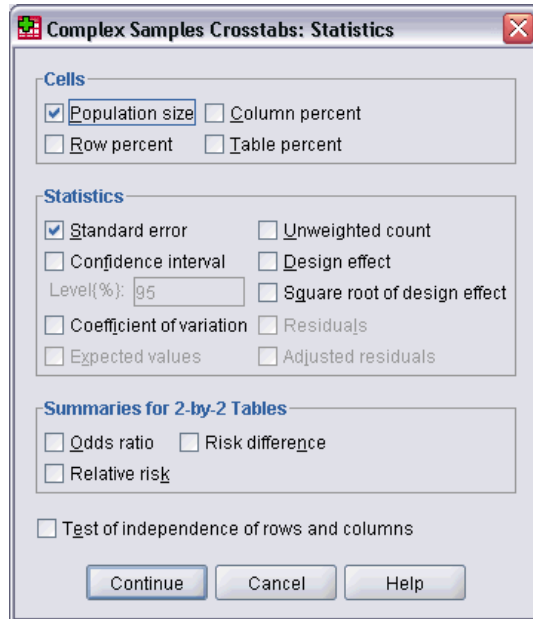 Complex Samples Crosstabs: Statistics
Cells
Population size Column percent
Row percent Table percent
Statistics
Standard error Unweighted count
Confidence interval Design effect
Level(%): 95 Square root of design effect
Coefficient of variation Residuals
Expected values Adjusted residuals
Summaries for 2-by-2 Tables
Odds ratio Risk difference
Relative risk
Test of independence of rows and columns
Continue Cancel Help